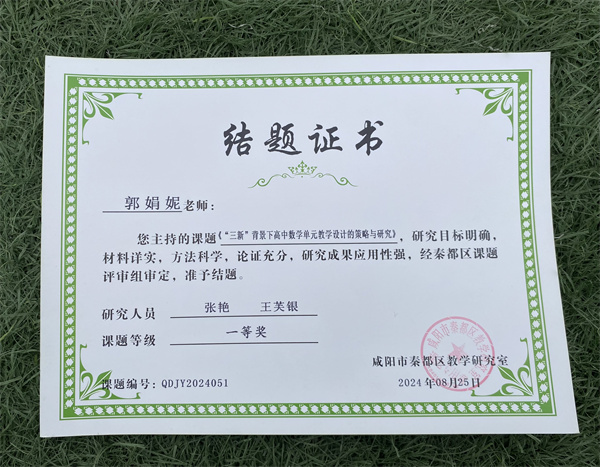 结题证书
郭娟妮老师：
您主持的课题《“三新”背景下高中数学单元教学设计的策略与研究》，研究目标明确，
材料详实，方法科学，论证充分，研究成果应用性强，经秦都区课题
评审组审定，准予结题。
研究人员 张艳 王芙银
课题等级 一等奖
咸阳市秦都区教学研究室
课题编号：QDJY2024051
2024年08月25日